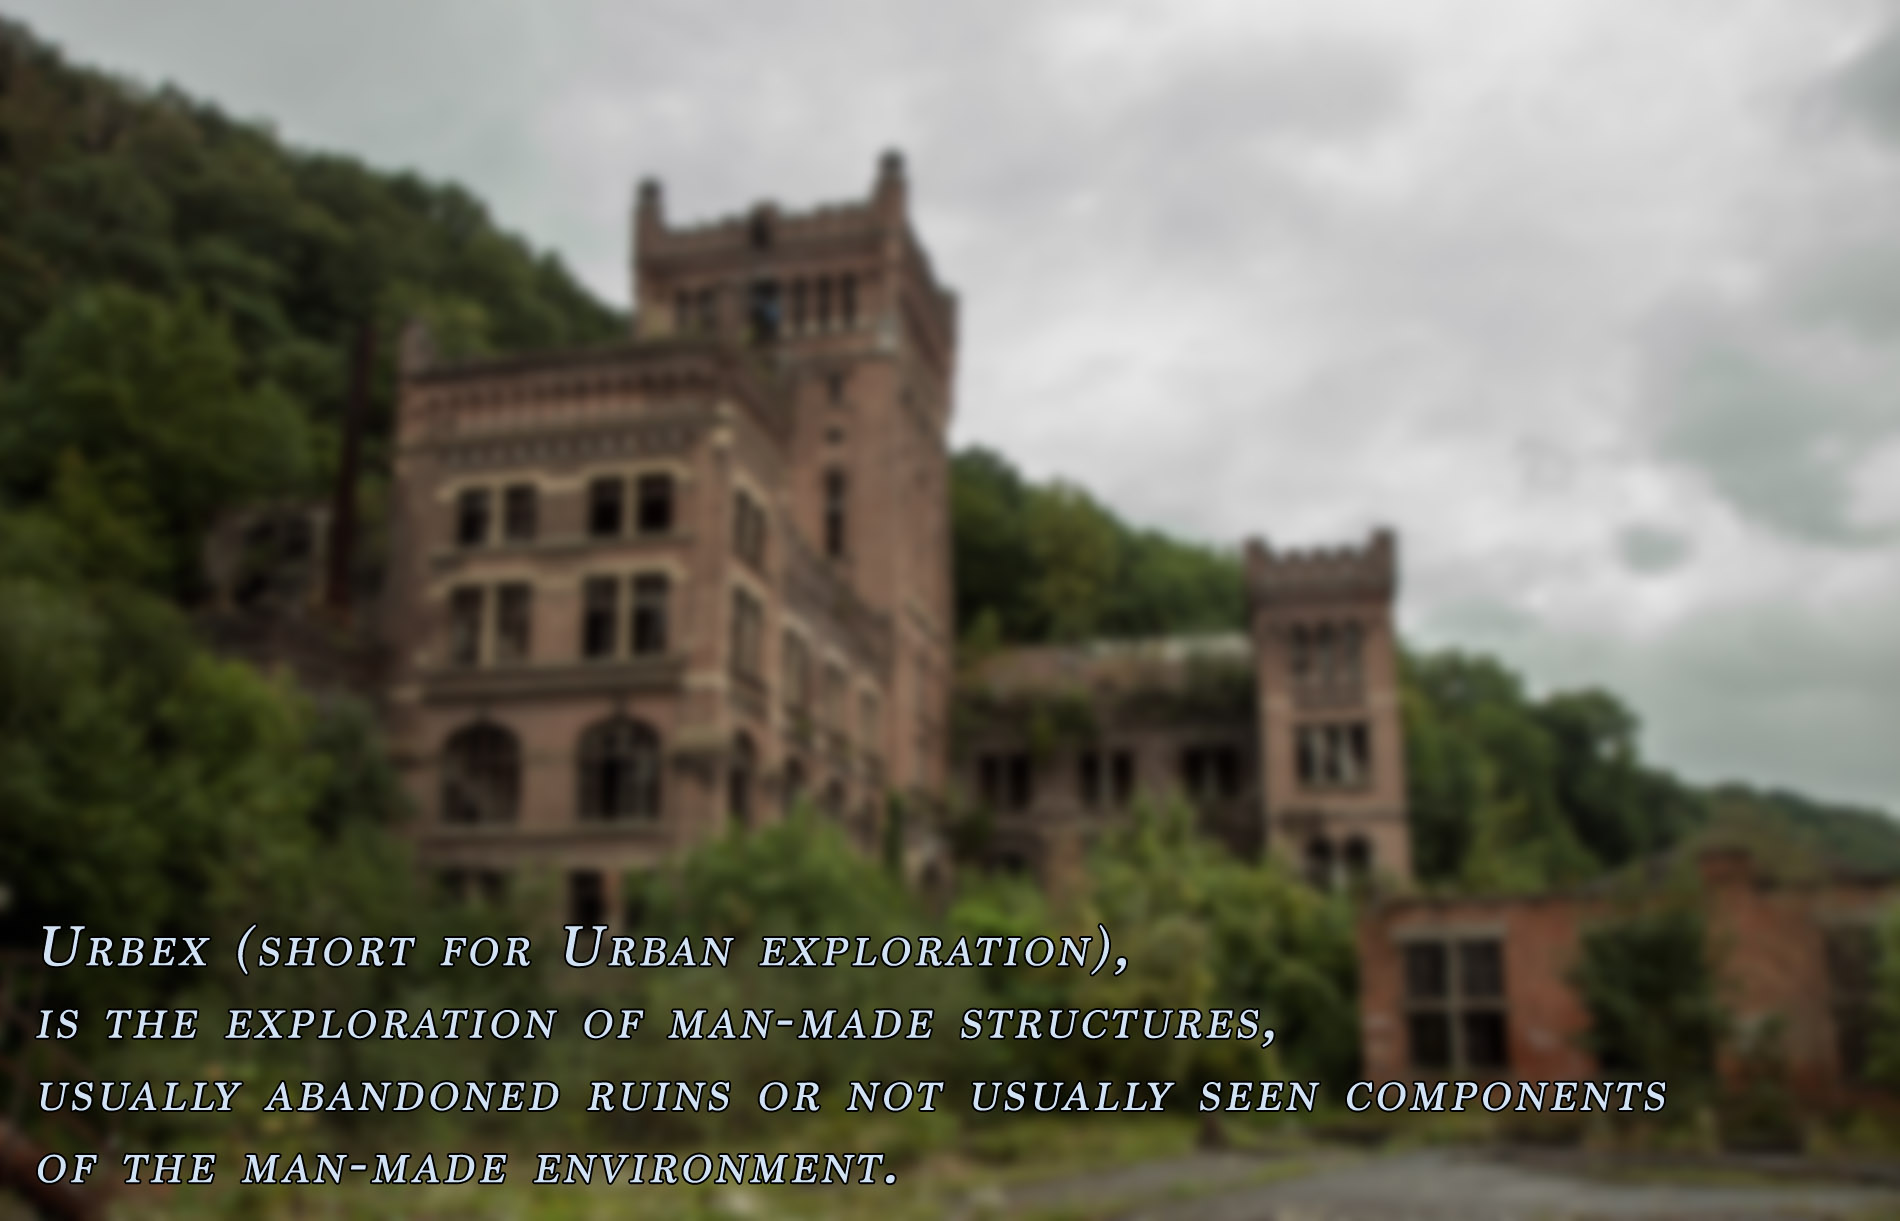 Urbex (short for Urban exploration),
is the exploration of man-made structures,
usually abandoned ruins or not usually seen components
of the man-made environment.